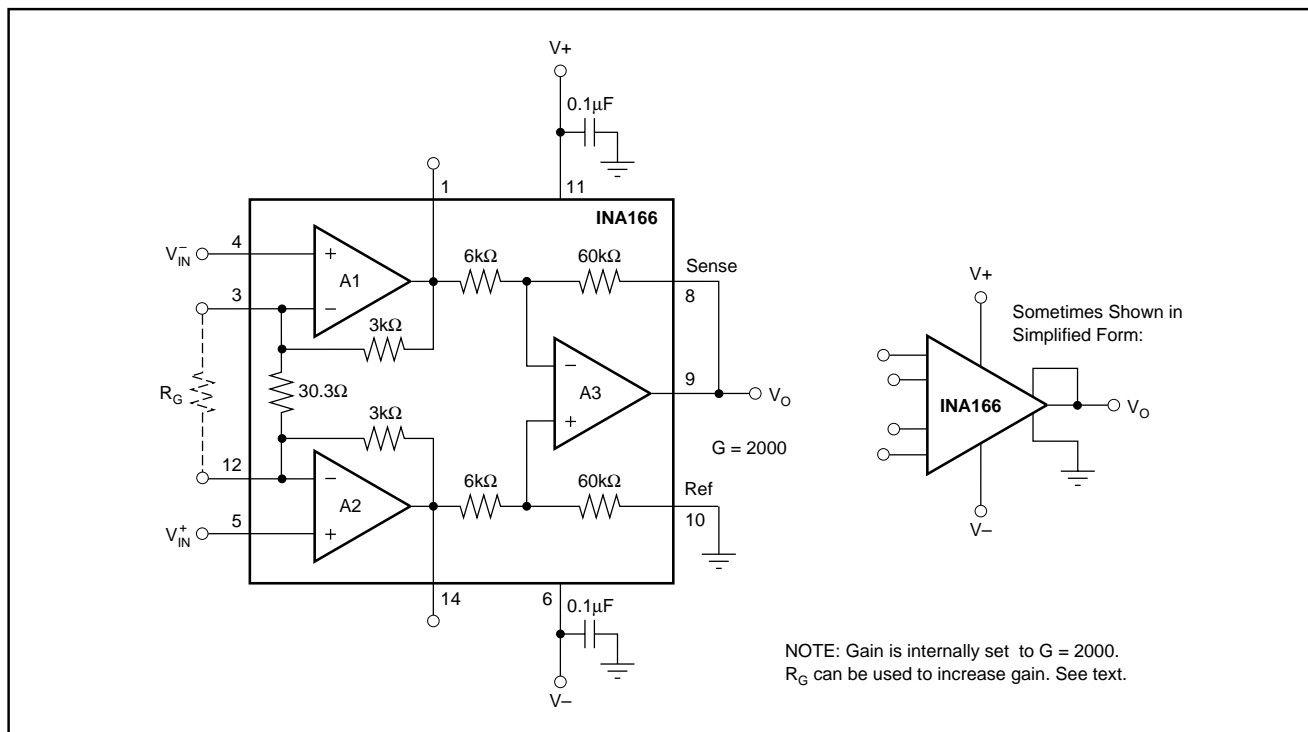 V+
0.1µF
1
11
INA166
V–IN
4
A1
+
–
6kΩ
60kΩ
Sense
8
3
3kΩ
RG
30.3Ω
–
A3
+
9
VO
G = 2000
3kΩ
12
–
A2
+
6kΩ
60kΩ
Ref
10
V+IN
5
14
6
0.1µF
V–
V+
Sometimes Shown in
Simplified Form:
INA166
VO
V–
NOTE: Gain is internally set to G = 2000.
RG can be used to increase gain. See text.